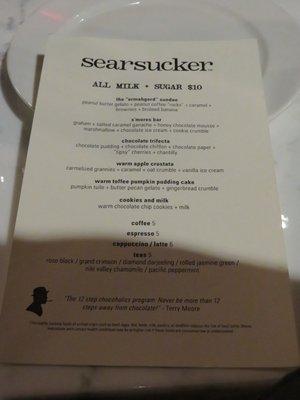 searsucker
ALL MILK + SUGAR $10
the "armahgerd" sundae
peanut butter gelato + peanut coffee "rocks" + caramel +
brownies + bruleed banana
s'mores bar
graham + salted caramel ganache + honey chocolate mousse +
marshmallow + chocolate ice cream + cookie crumble
chocolate trifecta
chocolate pudding + chocolate chiffon + chocolate paper +
"tipsy" cherries + chantilly
warm apple crustata
carmelized grannies + caramel + oat crumble + vanilla ice cream
warm toffee pumpkin pudding cake
pumpkin tuile + butter pecan gelato + gingerbread crumble
cookies and milk
warm chocolate chip cookies + milk
coffee 5
espresso 5
cappuccino / latte 6
teas 5
rose black / grand crimson / diamond darjeeling / rolled jasmine green /
nile valley chamomile / pacific peppermint
"The 12 step chocoholics program: Never be more than 12
steps away from chocolate!" - Terry Moore